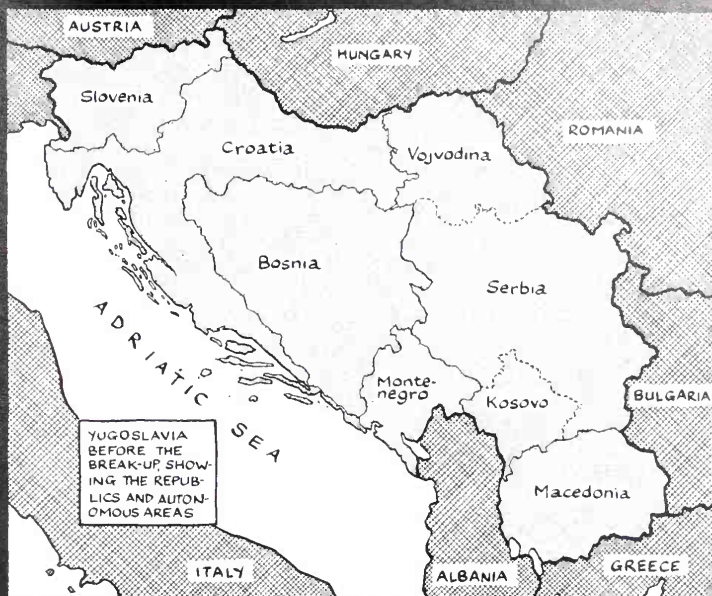 AUSTRIA
HUNGARY
ROMANIA
Slovenia
Croatia
Vojvodina
Bosnia
Serbia
ADRIATIC SEA
Monte-
negro
Kosovo
BULGARIA
YUGOSLAVIA
BEFORE THE
BREAK-UP, SHOW-
ING THE REPUB-
LICS AND AUTON-
OMOUS AREAS
Macedonia
ITALY
ALBANIA
GREECE